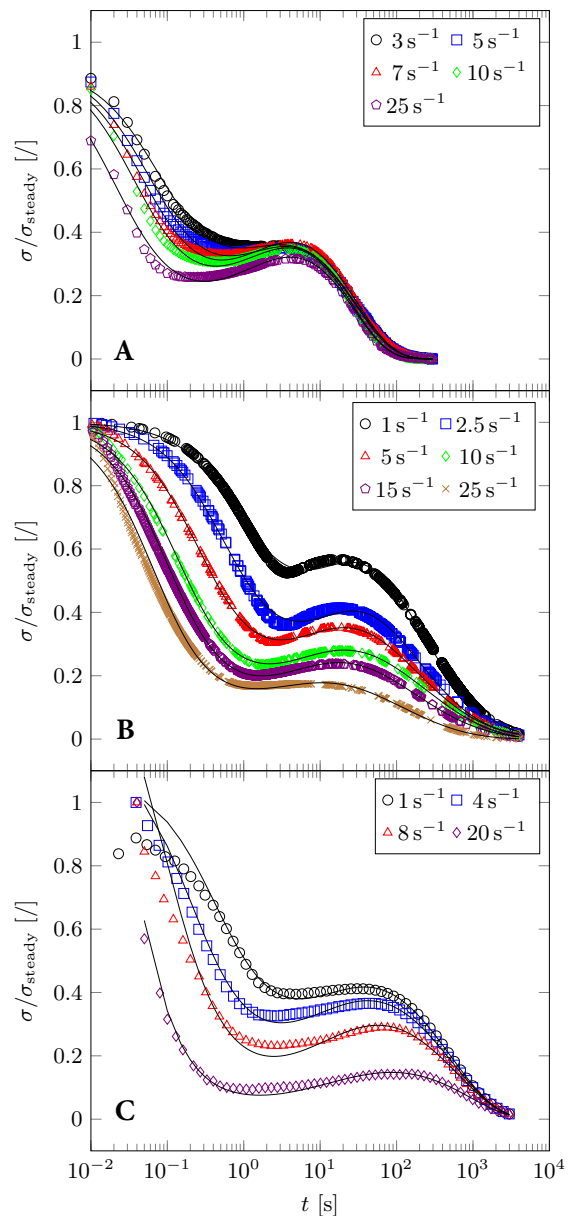 1
0.8
0.6
0.4
0.2
0
σ/σsteady [/]
3 s⁻¹ 5 s⁻¹
7 s⁻¹ 10 s⁻¹
25 s⁻¹
A
1
0.8
0.6
0.4
0.2
0
σ/σsteady [/]
1 s⁻¹ 2.5 s⁻¹
5 s⁻¹ 10 s⁻¹
15 s⁻¹ 25 s⁻¹
B
1
0.8
0.6
0.4
0.2
0
σ/σsteady [/]
1 s⁻¹ 4 s⁻¹
8 s⁻¹ 20 s⁻¹
C
10⁻² 10⁻¹ 10⁰ 10¹ 10² 10³ 10⁴
t [s]